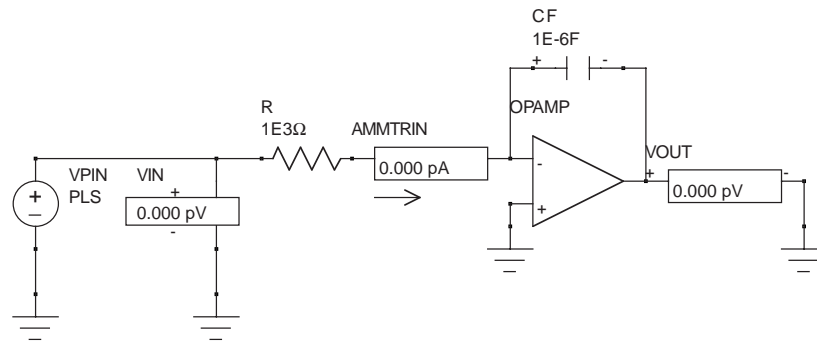 CF
1E-6F
+ -
R
1E3Ω
AMMTRIN
0.000 pA
OPAMP
-
+
VOUT
+ -
0.000 pV
VPIN
PLS
+
–
VIN
+
0.000 pV
-